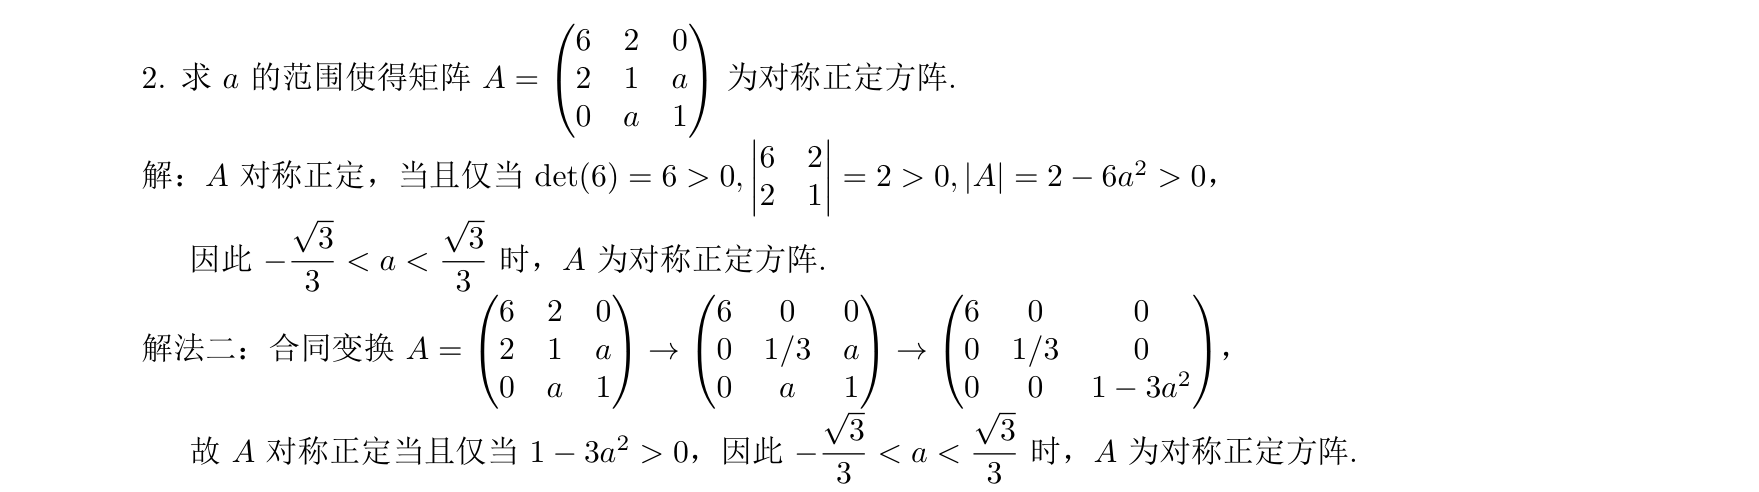 2. 求 a 的范围使得矩阵 A = \begin{pmatrix} 6 & 2 & 0 \\ 2 & 1 & a \\ 0 & a & 1 \end{pmatrix} 为对称正定方阵.
解：A 对称正定，当且仅当 det(6) = 6 > 0, \begin{vmatrix} 6 & 2 \\ 2 & 1 \end{vmatrix} = 2 > 0, |A| = 2 − 6a^2 > 0，
因此 -\frac{\sqrt{3}}{3} < a < \frac{\sqrt{3}}{3} 时，A 为对称正定方阵.
解法二：合同变换 A = \begin{pmatrix} 6 & 2 & 0 \\ 2 & 1 & a \\ 0 & a & 1 \end{pmatrix} → \begin{pmatrix} 6 & 0 & 0 \\ 0 & 1/3 & a \\ 0 & a & 1 \end{pmatrix} → \begin{pmatrix} 6 & 0 & 0 \\ 0 & 1/3 & 0 \\ 0 & 0 & 1 − 3a^2 \end{pmatrix}，
故 A 对称正定当且仅当 1 − 3a^2 > 0，因此 -\frac{\sqrt{3}}{3} < a < \frac{\sqrt{3}}{3} 时，A 为对称正定方阵.